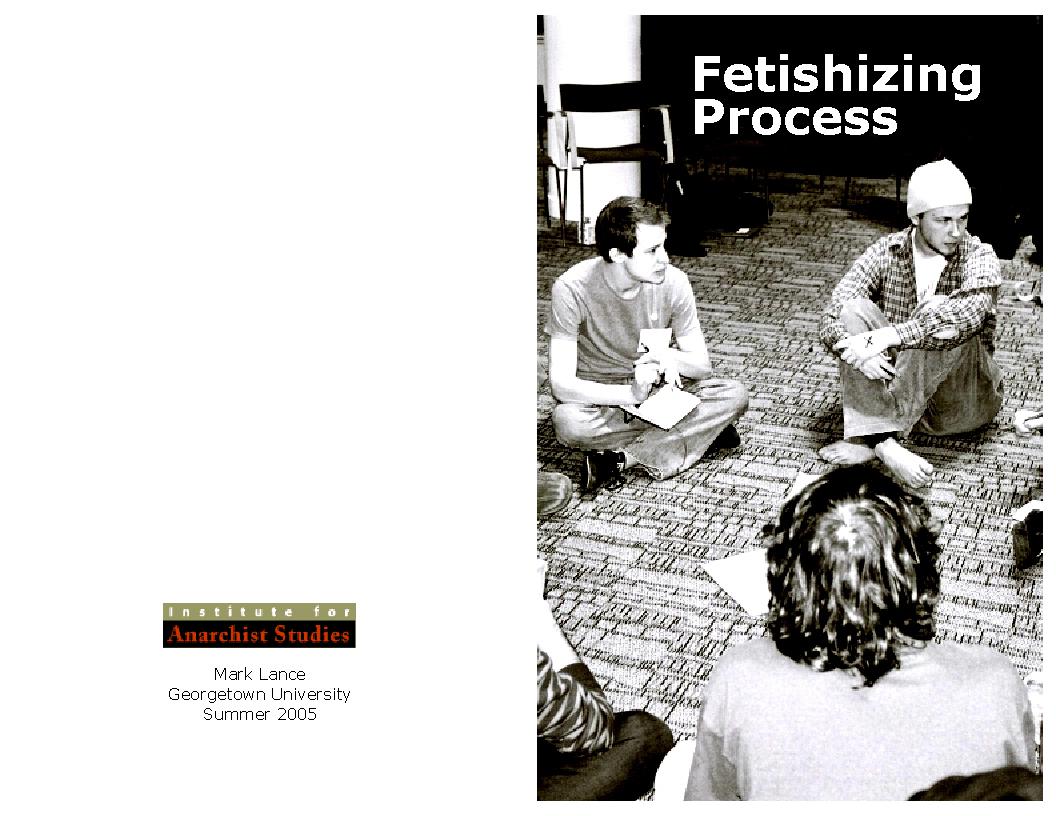 Fetishizing
Process
Institute for
Anarchist Studies
Mark Lance
Georgetown University
Summer 2005